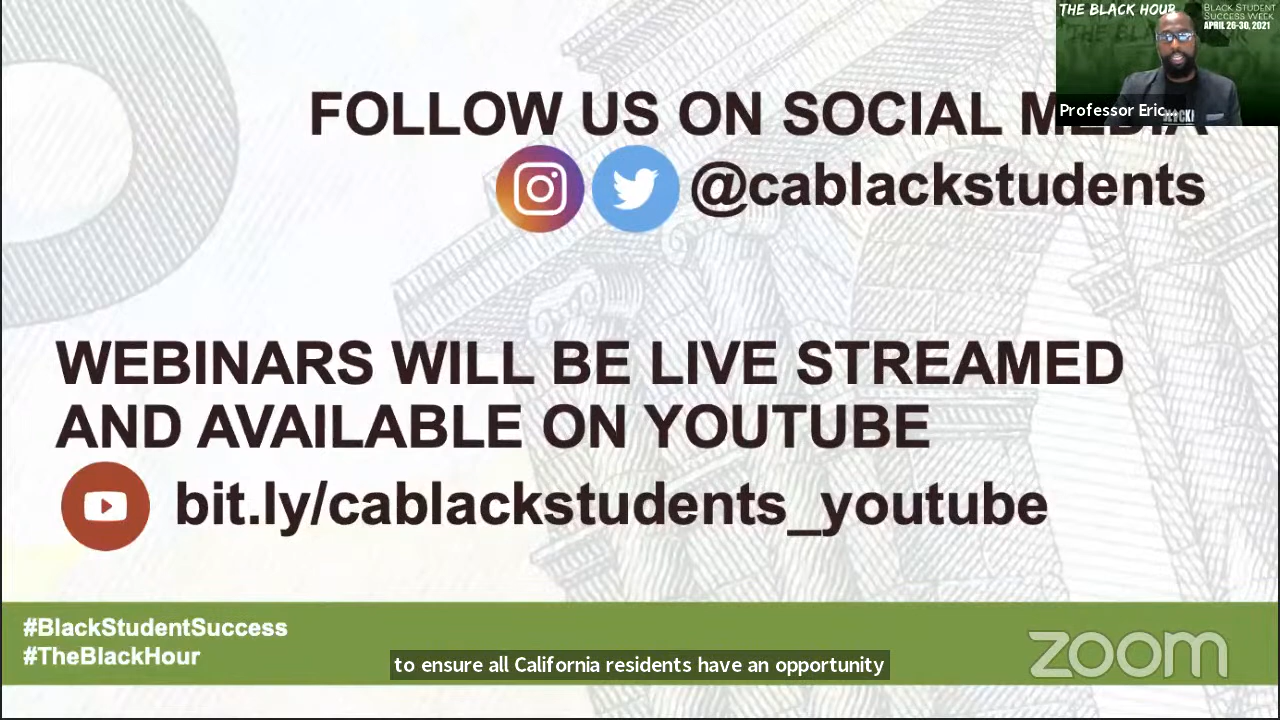 THE BLACK HOUR
BLACK STUDENT
SUCCESS WEEK
APRIL 26-30, 2021
Professor Eric...
FOLLOW US ON SOCIAL MEDIA
@cablackstudents
WEBINARS WILL BE LIVE STREAMED
AND AVAILABLE ON YOUTUBE
bit.ly/cablackstudents_youtube
#BlackStudentSuccess
#TheBlackHour
to ensure all California residents have an opportunity
zoom